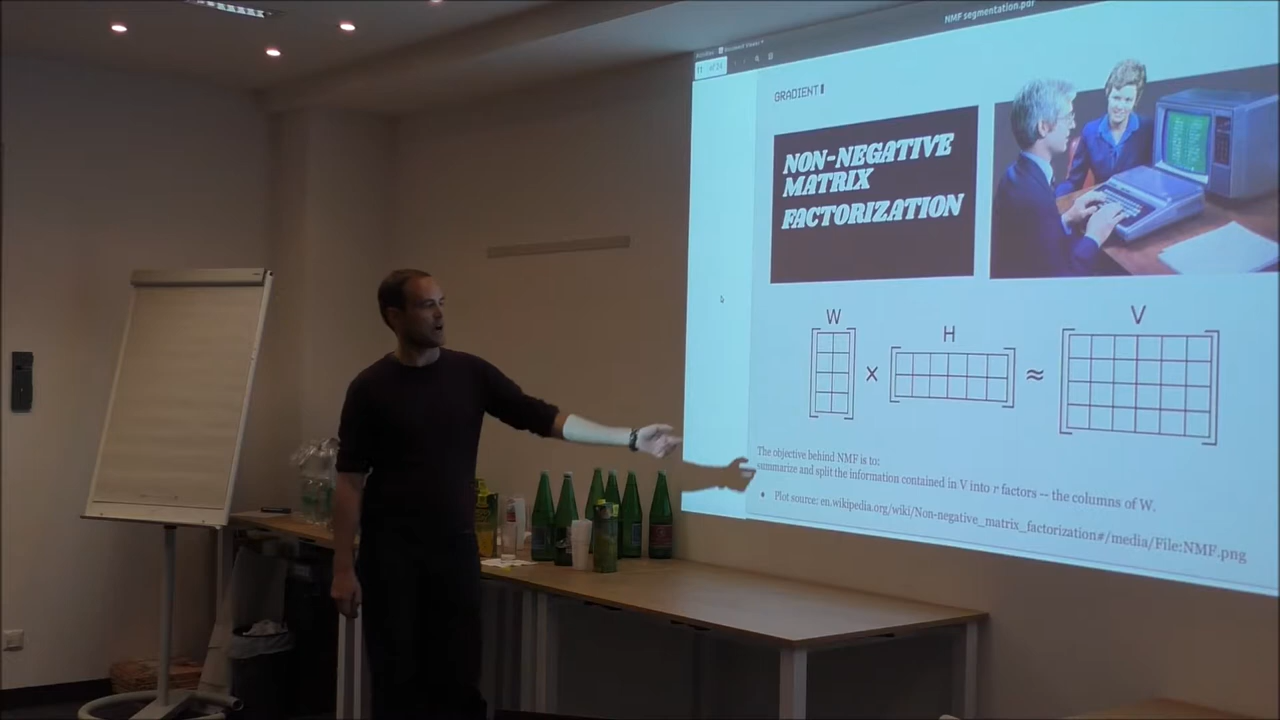 NMF segmentation.pdf
GRADIENT
NON-NEGATIVE
MATRIX
FACTORIZATION
W
H
V
×
≈
The objective behind NMF is to:
summarize and split the information contained in V into r factors — the columns of W.
• Plot source: en.wikipedia.org/wiki/Non-negative_matrix_factorization#/media/File:NMF.png